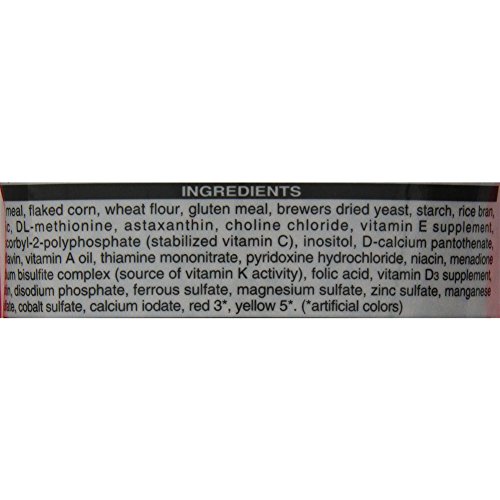 INGREDIENTS
meal, flaked corn, wheat flour, gluten meal, brewers dried yeast, starch, rice bran,
ic, DL-methionine, astaxanthin, choline chloride, vitamin E supplement,
corbyl-2-polyphosphate (stabilized vitamin C), inositol, D-calcium pantothenate,
lavin, vitamin A oil, thiamine mononitrate, pyridoxine hydrochloride, niacin, menadione
um bisulfite complex (source of vitamin K activity), folic acid, vitamin D3 supplement,
tin, disodium phosphate, ferrous sulfate, magnesium sulfate, zinc sulfate, manganese
ate, cobalt sulfate, calcium iodate, red 3*, yellow 5*. (*artificial colors)